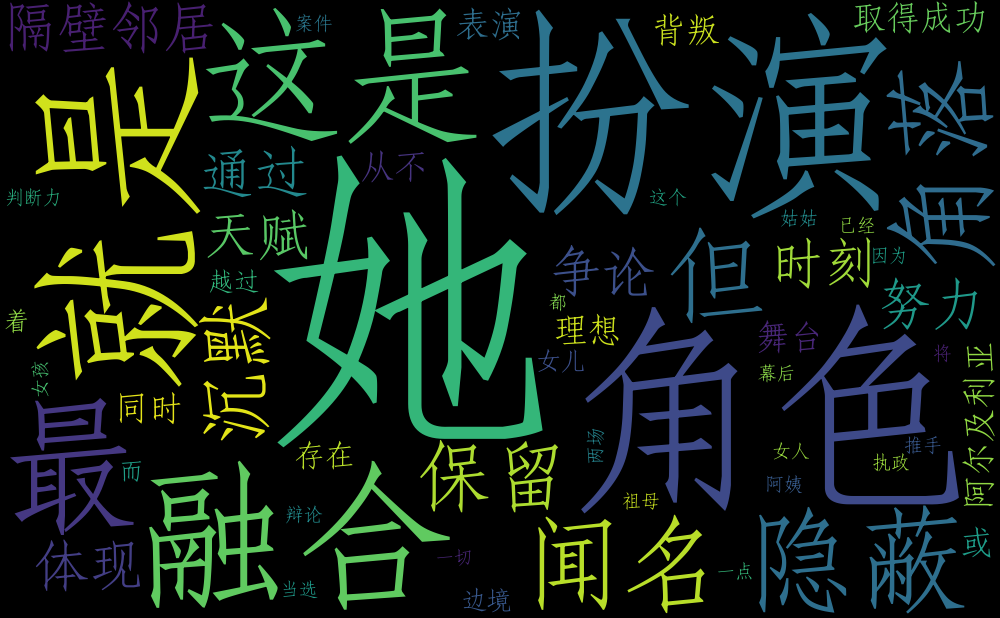 隔壁邻居
这是
案件
表演
背叛
取得成功
就是
扮演
角落
通过
从不
判断力
她
这个
姑姑
已经
天赋
争论
但
时刻
因为
越过
努力
着
沉默
都
理想
舞台
角色
将
女孩
女儿
幕后
阿尔及利亚
最
同时
存在
保留
两场
女人
推手
执政
而
融合
祖母
阿姨
体现
辩论
闻名
隐蔽
或
一切
一点
当选
边境